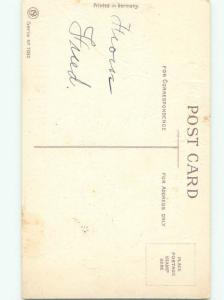 Printed in Germany
From
Fred.
POST CARD
FOR CORRESPONDENCE
FOR ADDRESS ONLY
PLACE
POSTAGE
STAMP
HERE